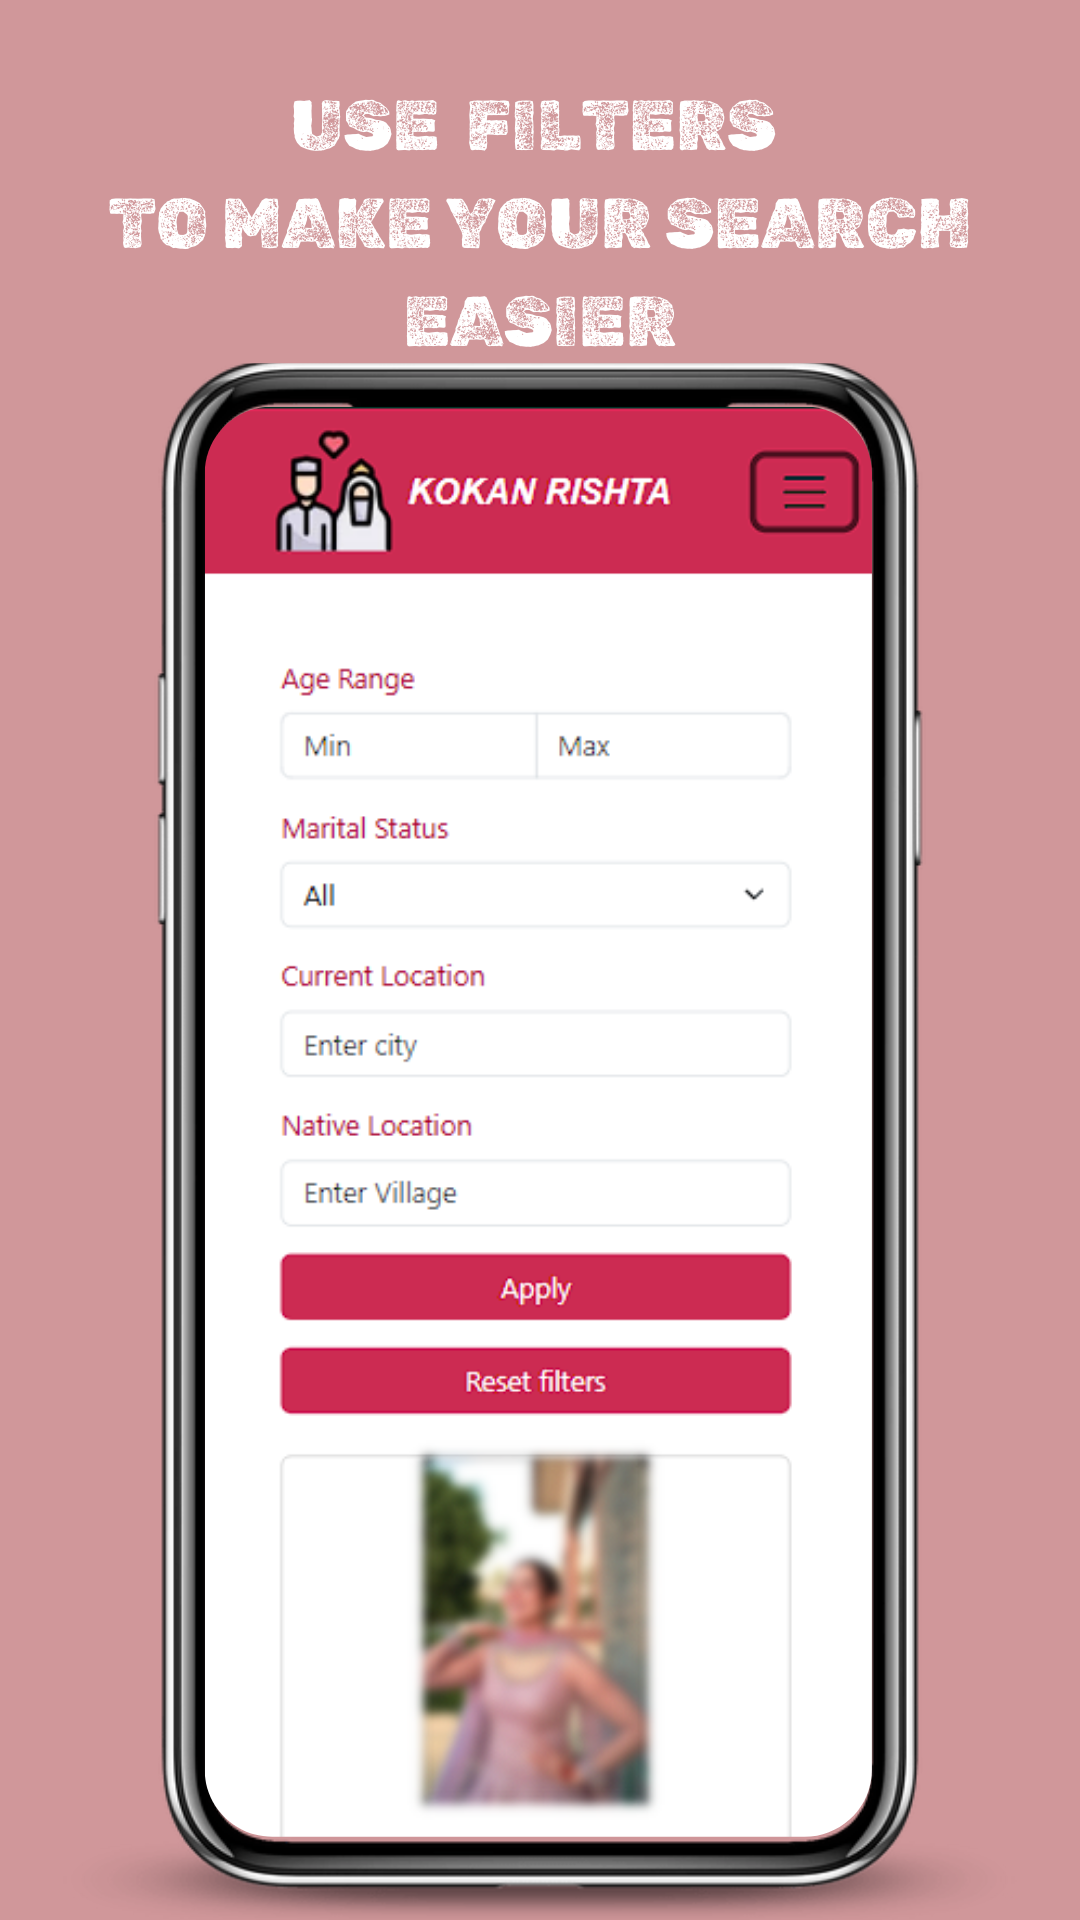 USE FILTERS
TO MAKE YOUR SEARCH
EASIER
KOKAN RISHTA
Age Range
Min Max
Marital Status
All
Current Location
Enter city
Native Location
Enter Village
Apply
Reset filters